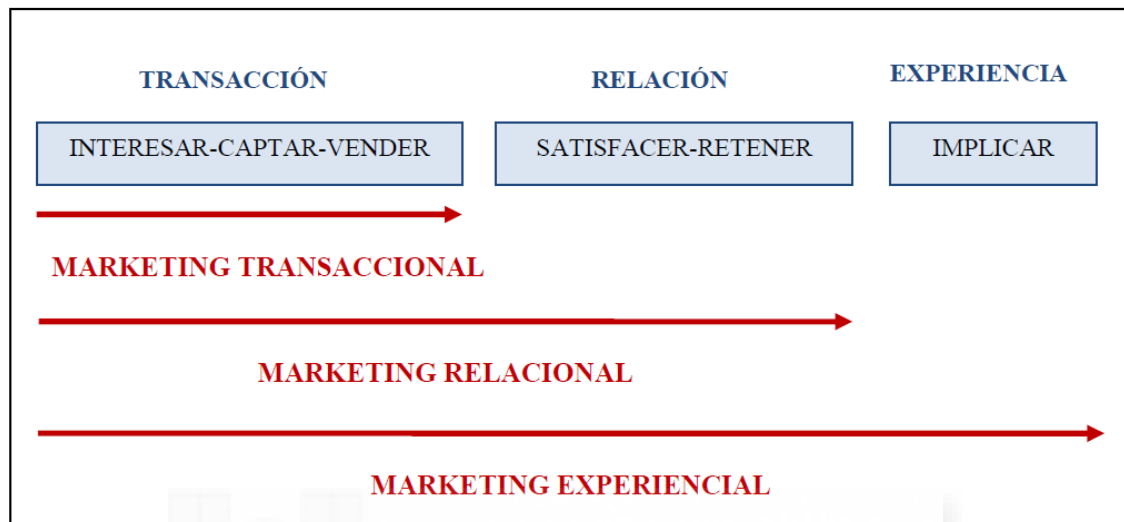 TRANSACCIÓN RELACIÓN EXPERIENCIA
INTERESAR-CAPTAR-VENDER SATISFACER-RETENER IMPLICAR
MARKETING TRANSACCIONAL
MARKETING RELACIONAL
MARKETING EXPERIENCIAL